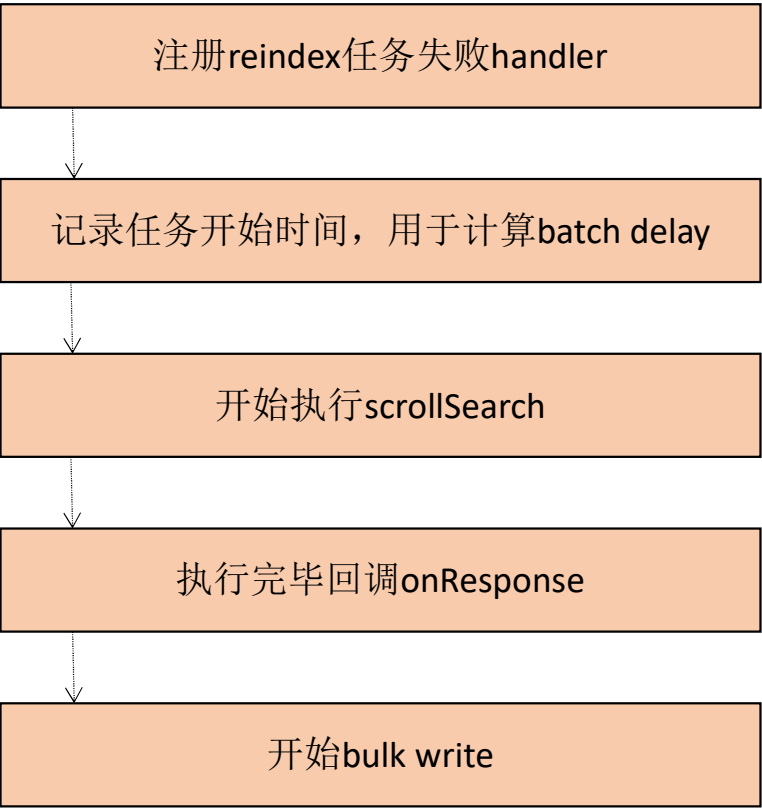 注册reindex任务失败handler
记录任务开始时间，用于计算batch delay
开始执行scrollSearch
执行完毕回调onResponse
开始bulk write